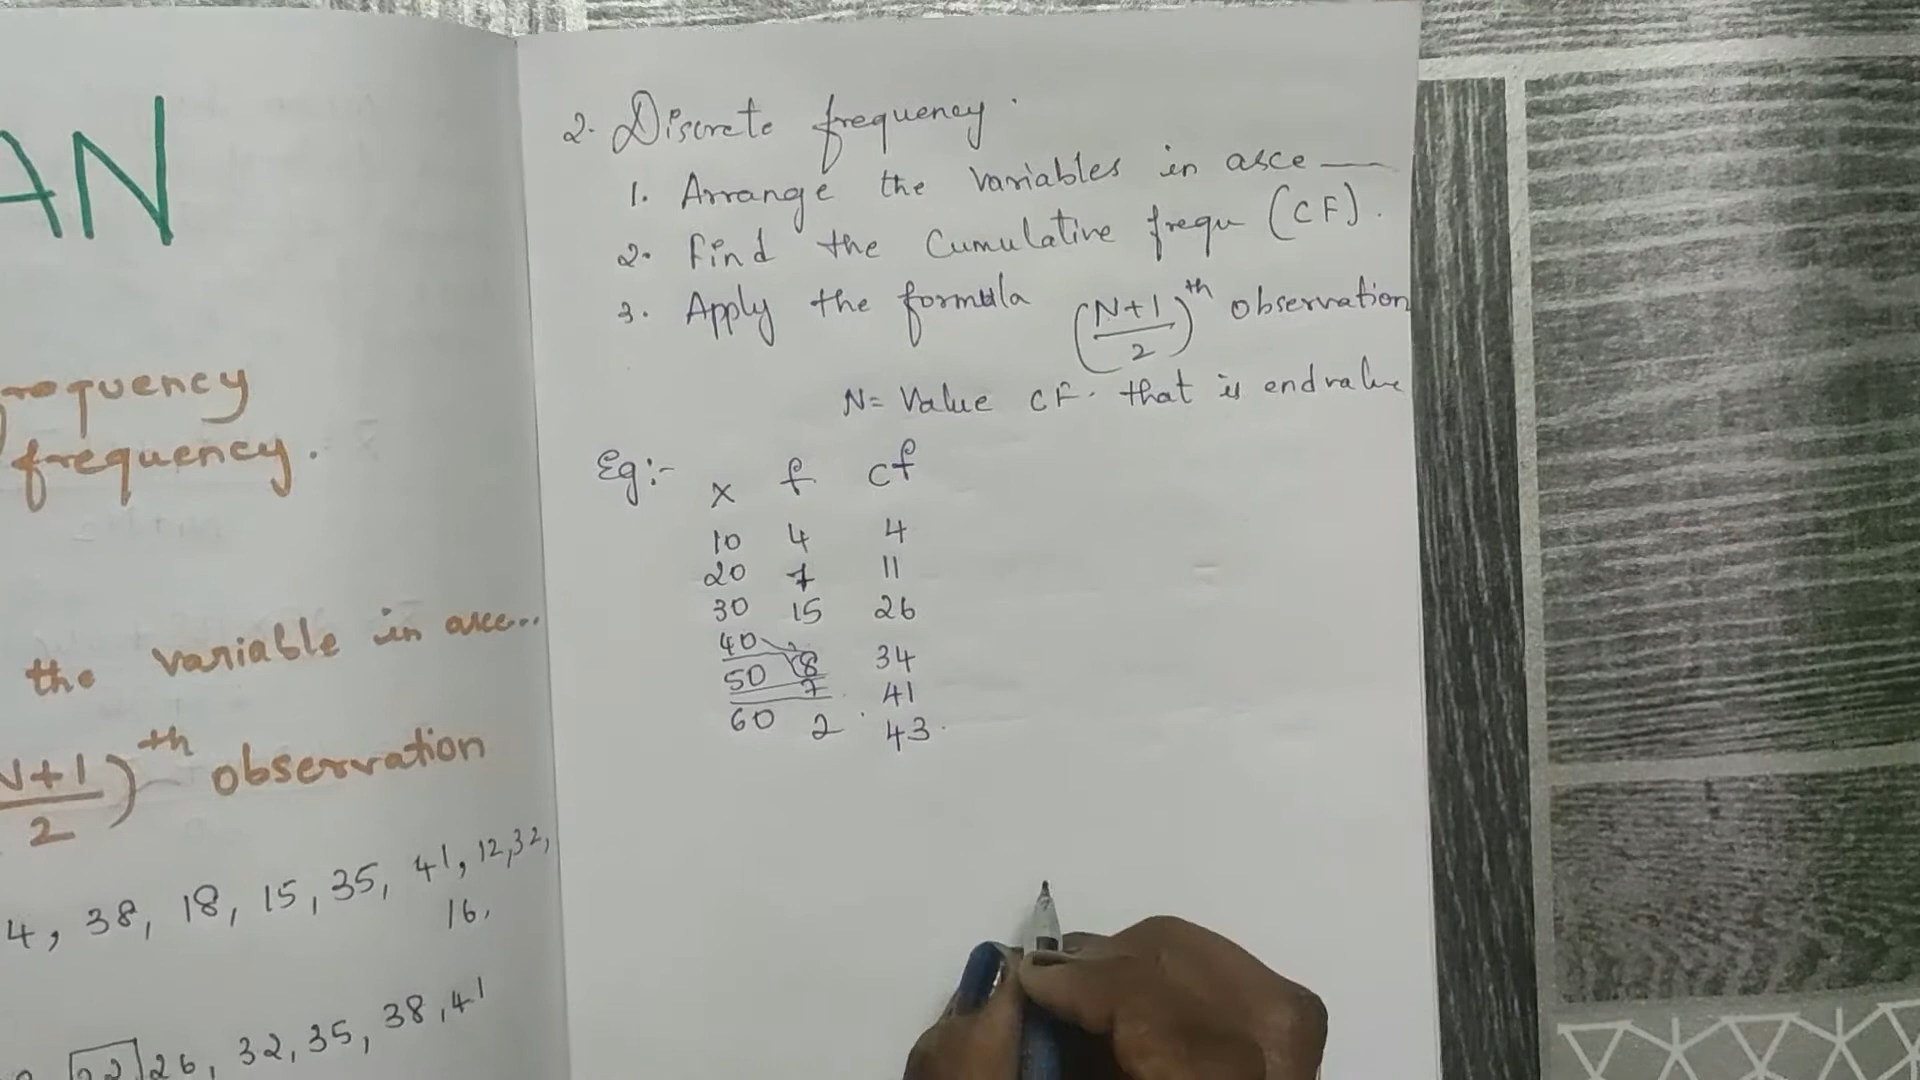 AN
frequency.
the variable in asce...
N+1
2
)th observation
4, 38, 18, 15, 35, 41, 12, 32,
16,
22 26, 32, 35, 38, 41
2. Discrete frequency.
1. Arrange the variables in asce —
2. Find the Cumulative frequ (CF).
3. Apply the formula (N+1/2)th observation
N= Value CF. that is end value
Eg:- x f cf
10 4 4
20 7 11
30 15 26
40 8 34
50 7 41
60 2 43